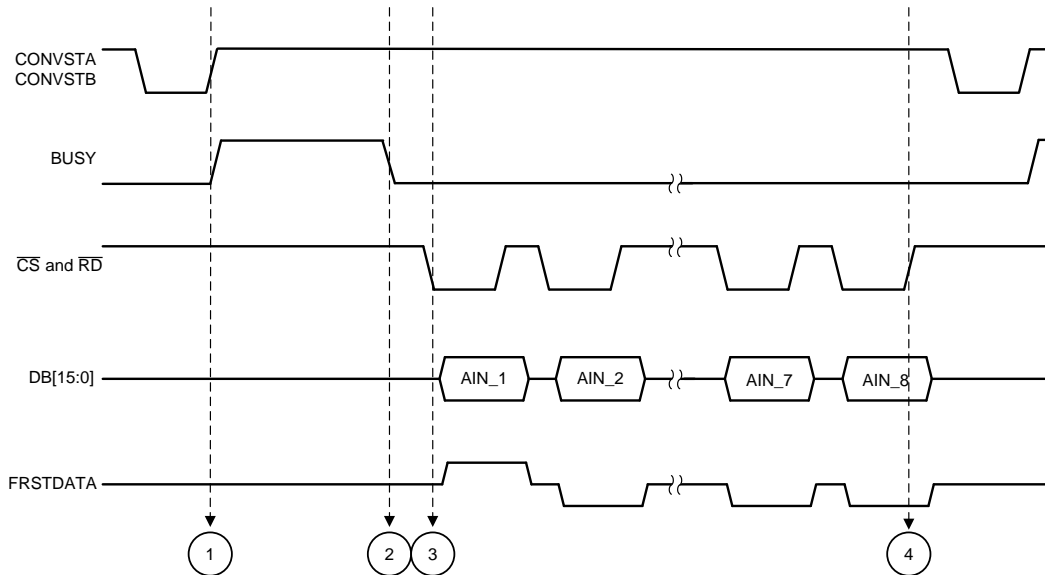 CONVSTA
CONVSTB
BUSY
CS and RD
DB[15:0]
AIN_1
AIN_2
AIN_7
AIN_8
FRSTDATA
1
2
3
4